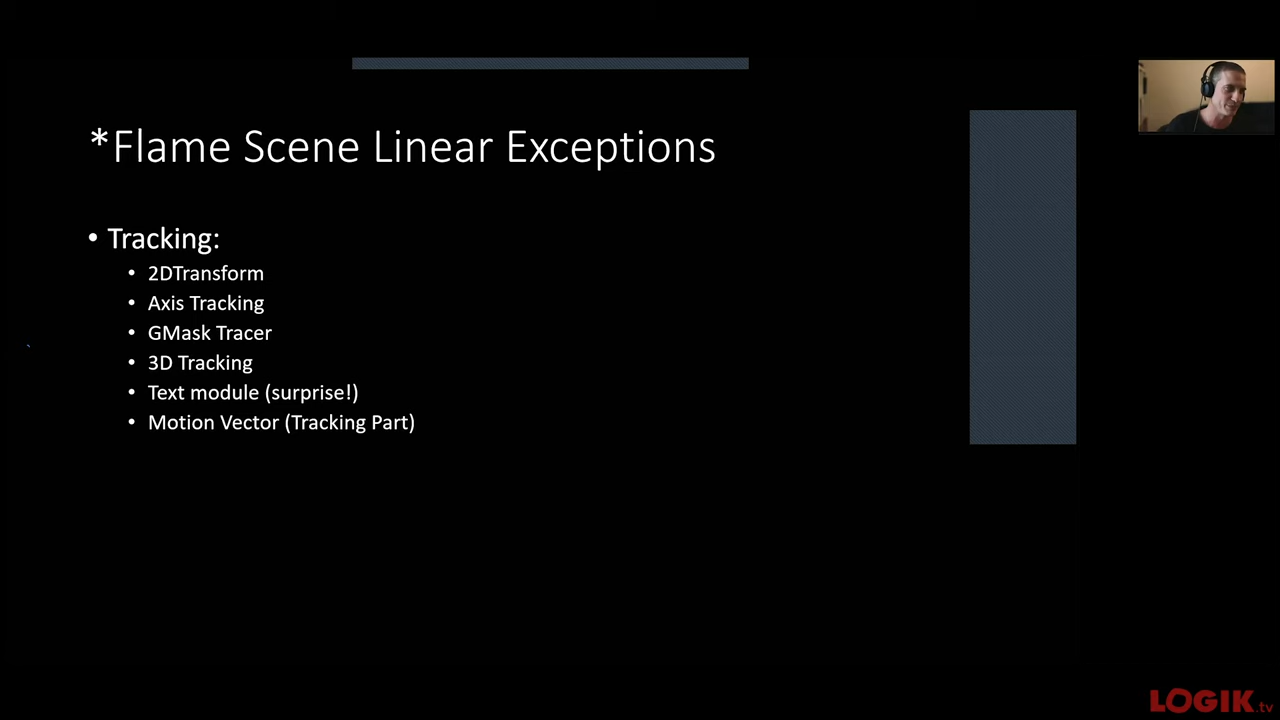 *Flame Scene Linear Exceptions
• Tracking:
• 2DTransform
• Axis Tracking
• GMask Tracer
• 3D Tracking
• Text module (surprise!)
• Motion Vector (Tracking Part)
LOGIK.tv